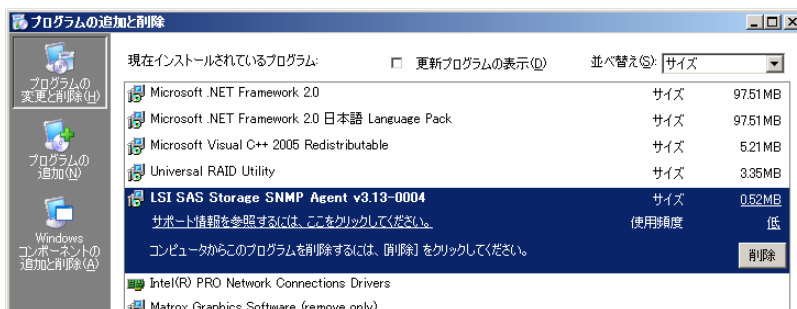 プログラムの追加と削除
プログラムの
変更と削除(H)
プログラムの
追加(N)
Windows
コンポーネントの
追加と削除(A)
現在インストールされているプログラム:
更新プログラムの表示(D)
並べ替え(S): サイズ
Microsoft .NET Framework 2.0 サイズ 97.51MB
Microsoft .NET Framework 2.0 日本語 Language Pack サイズ 97.51MB
Microsoft Visual C++ 2005 Redistributable サイズ 5.21MB
Universal RAID Utility サイズ 3.35MB
LSI SAS Storage SNMP Agent v3.13-0004 サイズ 0.52MB
サポート情報を参照するには、ここをクリックしてください。 使用頻度 低
コンピュータからこのプログラムを削除するには、[削除] をクリックしてください。 削除
Intel(R) PRO Network Connections Drivers
Matrox Graphics Software (remove only)